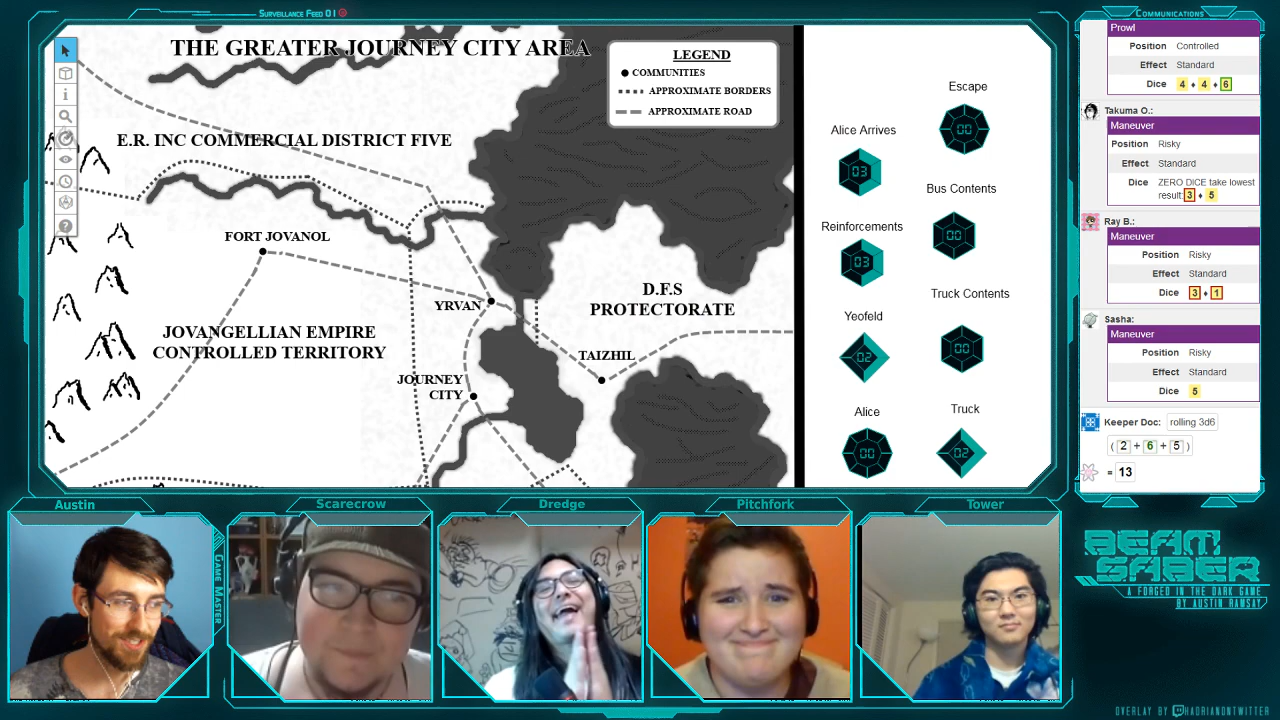 Surveillance Feed 01
Communications
THE GREATER JOURNEY CITY AREA
LEGEND
COMMUNITIES
APPROXIMATE BORDERS
APPROXIMATE ROAD
E.R. INC COMMERCIAL DISTRICT FIVE
FORT JOVANOL
YRVAN
D.F.S
PROTECTORATE
JOVANGELLIAN EMPIRE
CONTROLLED TERRITORY
TAIZHIL
JOURNEY
CITY
Escape
00
Alice Arrives
03
Bus Contents
00
Reinforcements
03
Truck Contents
00
Yeofeld
02
Alice
00
Truck
02
Prowl
Position Controlled
Effect Standard
Dice 4 ♦ 4 ♦ 6
Takuma O.:
Maneuver
Position Risky
Effect Standard
Dice ZERO DICE take lowest
result: 3 ♦ 5
Ray B.:
Maneuver
Position Risky
Effect Standard
Dice 3 ♦ 1
Sasha:
Maneuver
Position Risky
Effect Standard
Dice 5
Keeper Doc: rolling 3d6
( 2 + 6 + 5 )
= 13
Austin
Scarecrow
Dredge
Pitchfork
Tower
Game Master
BEAM
SABER
A FORGED IN THE DARK GAME
BY AUSTIN RAMSAY
OVERLAY BY HADRIANONTWITTER